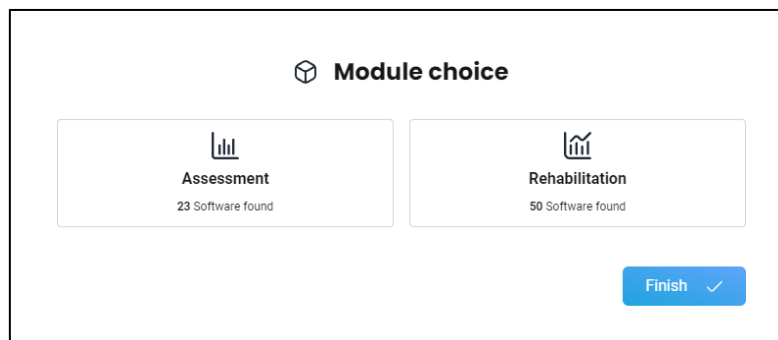 Module choice
Assessment
23 Software found
Rehabilitation
50 Software found
Finish